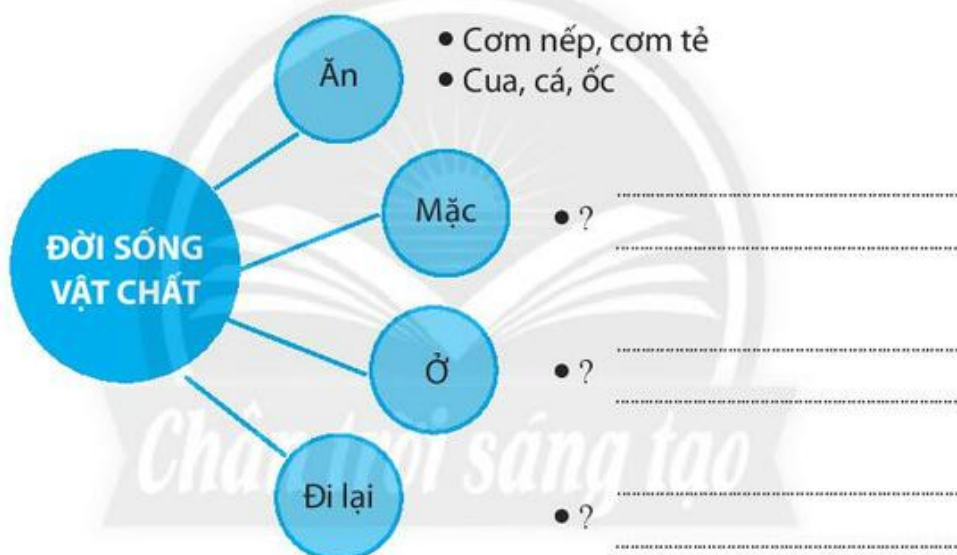 Ăn
• Cơm nếp, cơm tẻ
• Cua, cá, ốc
ĐỜI SỐNG
VẬT CHẤT
Mặc
• ?
Ở
• ?
Đi lại
• ?
Chân trời sáng tạo